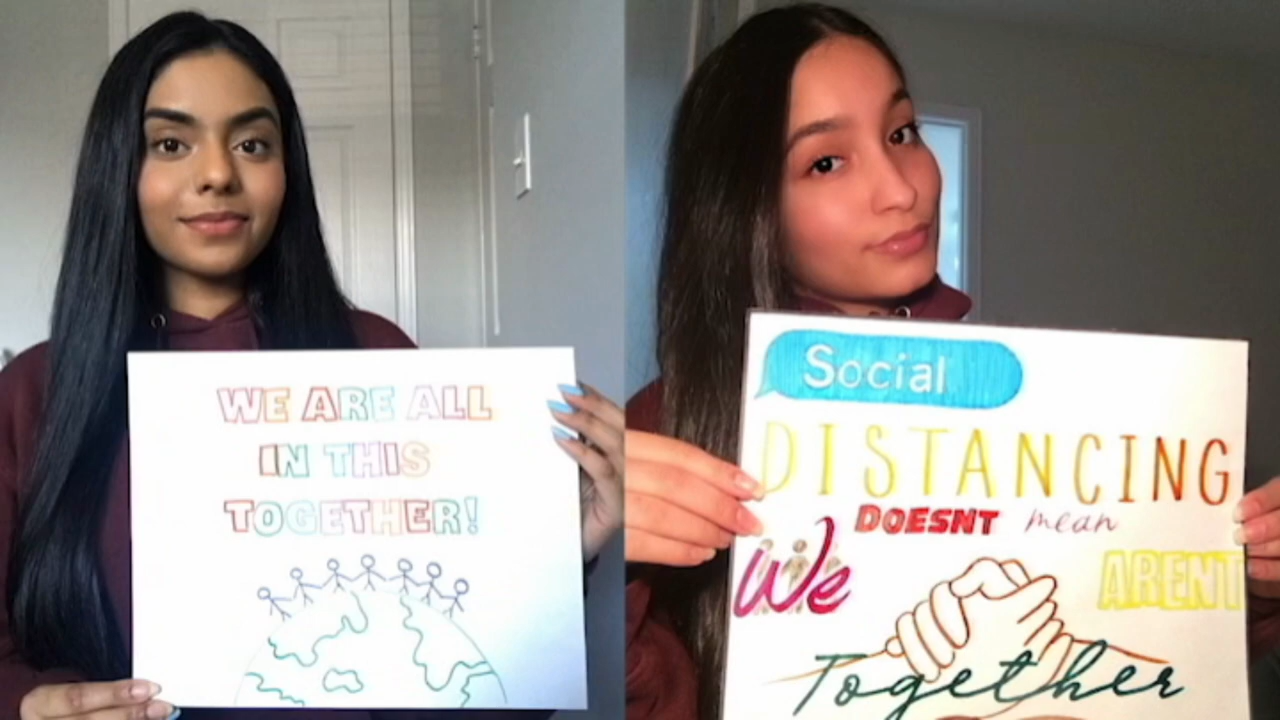 WE ARE ALL
IN THIS
TOGETHER!
Social
DISTANCING
DOESNT mean
We ARENT
Together